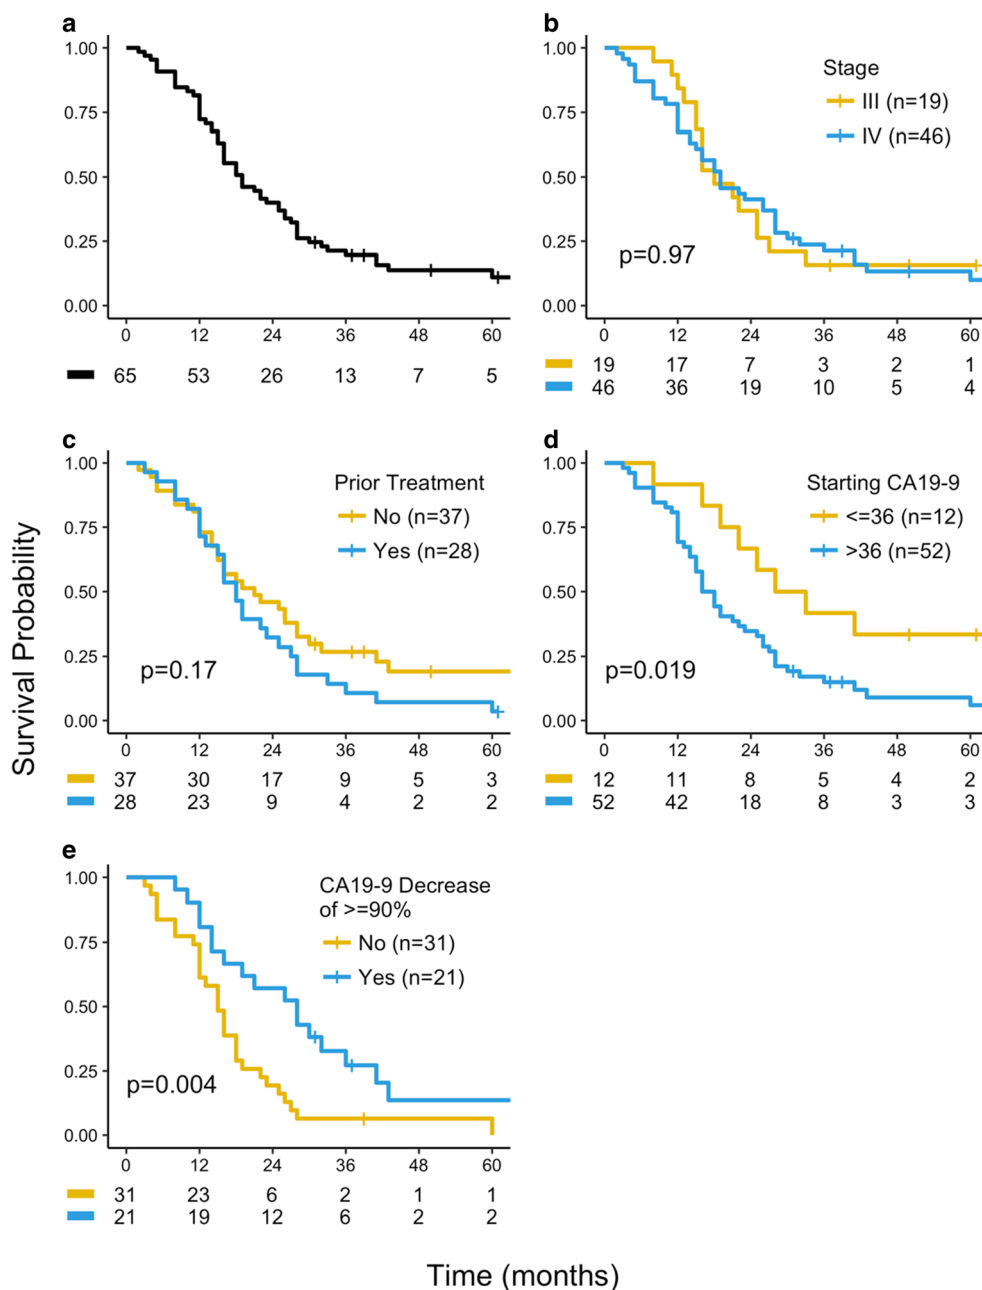 a
1.00
0.75
0.50
0.25
0.00
0 12 24 36 48 60
65 53 26 13 7 5
b
1.00
0.75
0.50
0.25
0.00
Stage
III (n=19)
IV (n=46)
p=0.97
0 12 24 36 48 60
19 17 7 3 2 1
46 36 19 10 5 4
Survival Probability
c
1.00
0.75
0.50
0.25
0.00
Prior Treatment
No (n=37)
Yes (n=28)
p=0.17
0 12 24 36 48 60
37 30 17 9 5 3
28 23 9 4 2 2
d
1.00
0.75
0.50
0.25
0.00
Starting CA19-9
<=36 (n=12)
>36 (n=52)
p=0.019
0 12 24 36 48 60
12 11 8 5 4 2
52 42 18 8 3 3
e
1.00
0.75
0.50
0.25
0.00
CA19-9 Decrease
of >=90%
No (n=31)
Yes (n=21)
p=0.004
0 12 24 36 48 60
31 23 6 2 1 1
21 19 12 6 2 2
Time (months)